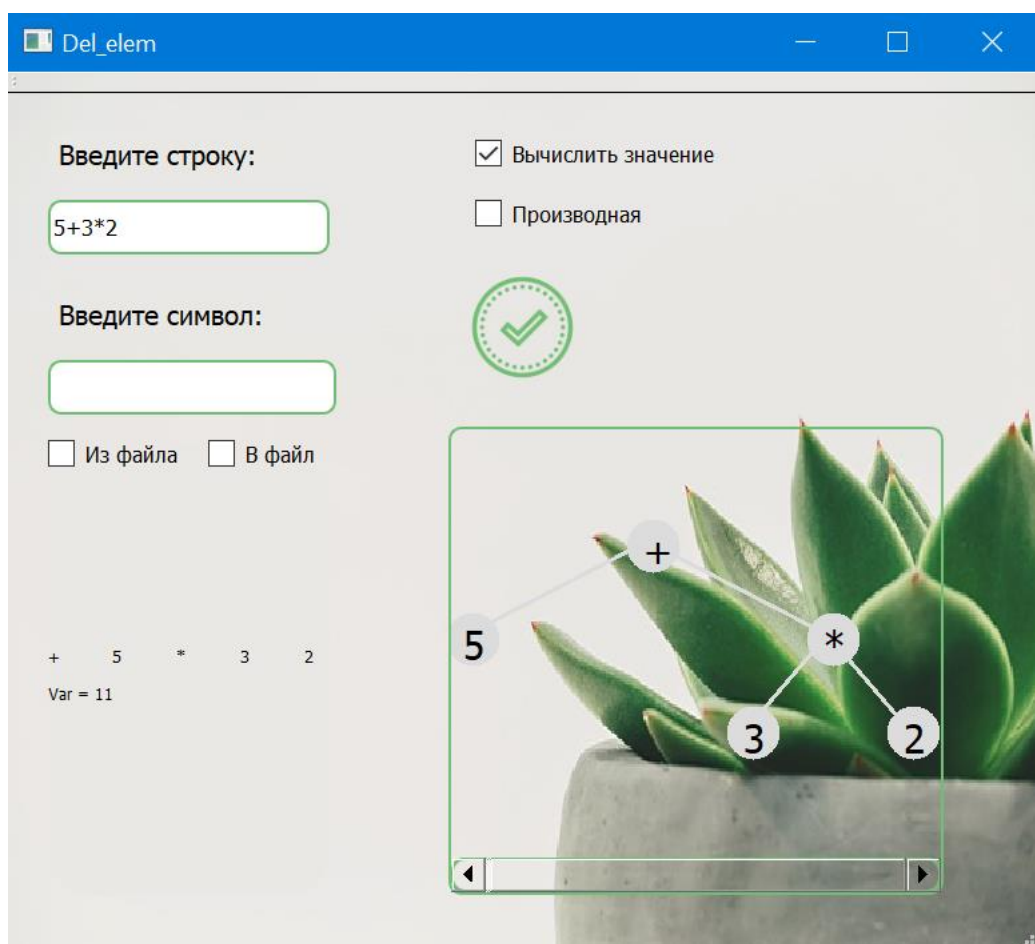 Del_elem
Введите строку:
5+3*2
Введите символ:
Из файла В файл
+ 5 * 3 2
Var = 11
Вычислить значение
Производная
+
5 *
3 2